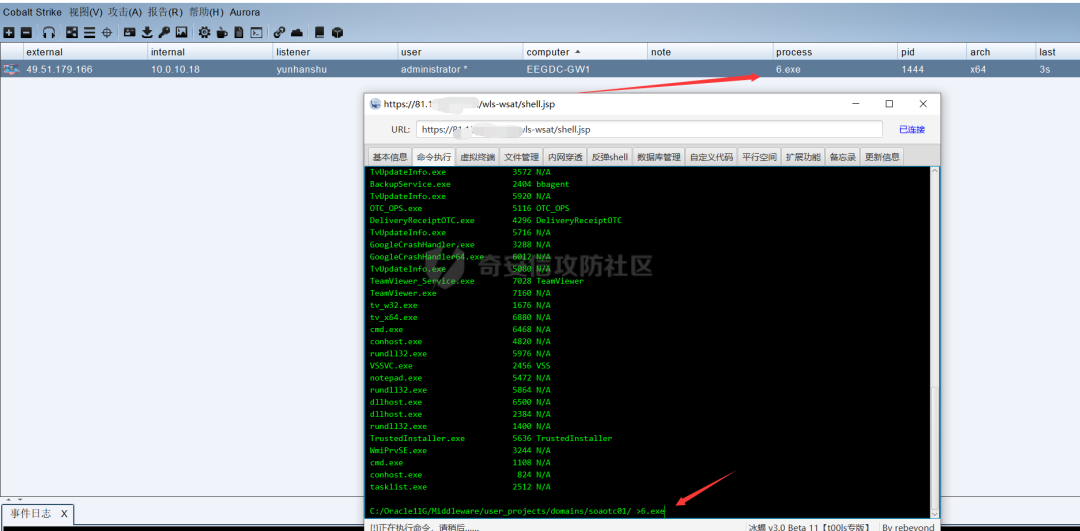 Cobalt Strike 视图(V) 攻击(A) 报告(R) 帮助(H) Aurora
external internal listener user computer note process pid arch last
49.51.179.166 10.0.10.18 yunhanshu administrator * EEGDC-GW1 6.exe 1444 x64 3s
https://81.1 /wls-wsat/shell.jsp
URL: https://81.1 /wls-wsat/shell.jsp 已连接
基本信息 命令执行 虚拟终端 文件管理 内网穿透 反弹shell 数据库管理 自定义代码 平行空间 扩展功能 备忘录 更新信息
TvUpdateInfo.exe 3572 N/A
BackupService.exe 2404 bbagent
TvUpdateInfo.exe 5920 N/A
OTC_OPS.exe 5116 OTC_OPS
DeliveryReceiptOTC.exe 4296 DeliveryReceiptOTC
TvUpdateInfo.exe 5716 N/A
GoogleCrashHandler.exe 3288 N/A
GoogleCrashHandler64.exe 6012 N/A
TvUpdateInfo.exe 5080 N/A
TeamViewer_Service.exe 7028 TeamViewer
TeamViewer.exe 7160 N/A
tv_w32.exe 1676 N/A
tv_x64.exe 6880 N/A
cmd.exe 6468 N/A
conhost.exe 4820 N/A
rundll32.exe 5976 N/A
VSSVC.exe 2456 VSS
notepad.exe 5472 N/A
rundll32.exe 5864 N/A
dllhost.exe 6500 N/A
dllhost.exe 2384 N/A
rundll32.exe 1400 N/A
TrustedInstaller.exe 5636 TrustedInstaller
WmiPrvSE.exe 3244 N/A
cmd.exe 1108 N/A
conhost.exe 824 N/A
tasklist.exe 2512 N/A
C:/Oracle11G/Middleware/user_projects/domains/soaotc01/ >6.exe
奇安信攻防社区
事件日志 X
[!]正在执行命令，请稍后...... 冰蝎 v3.0 Beta 11【t00ls专版】 By rebeyond